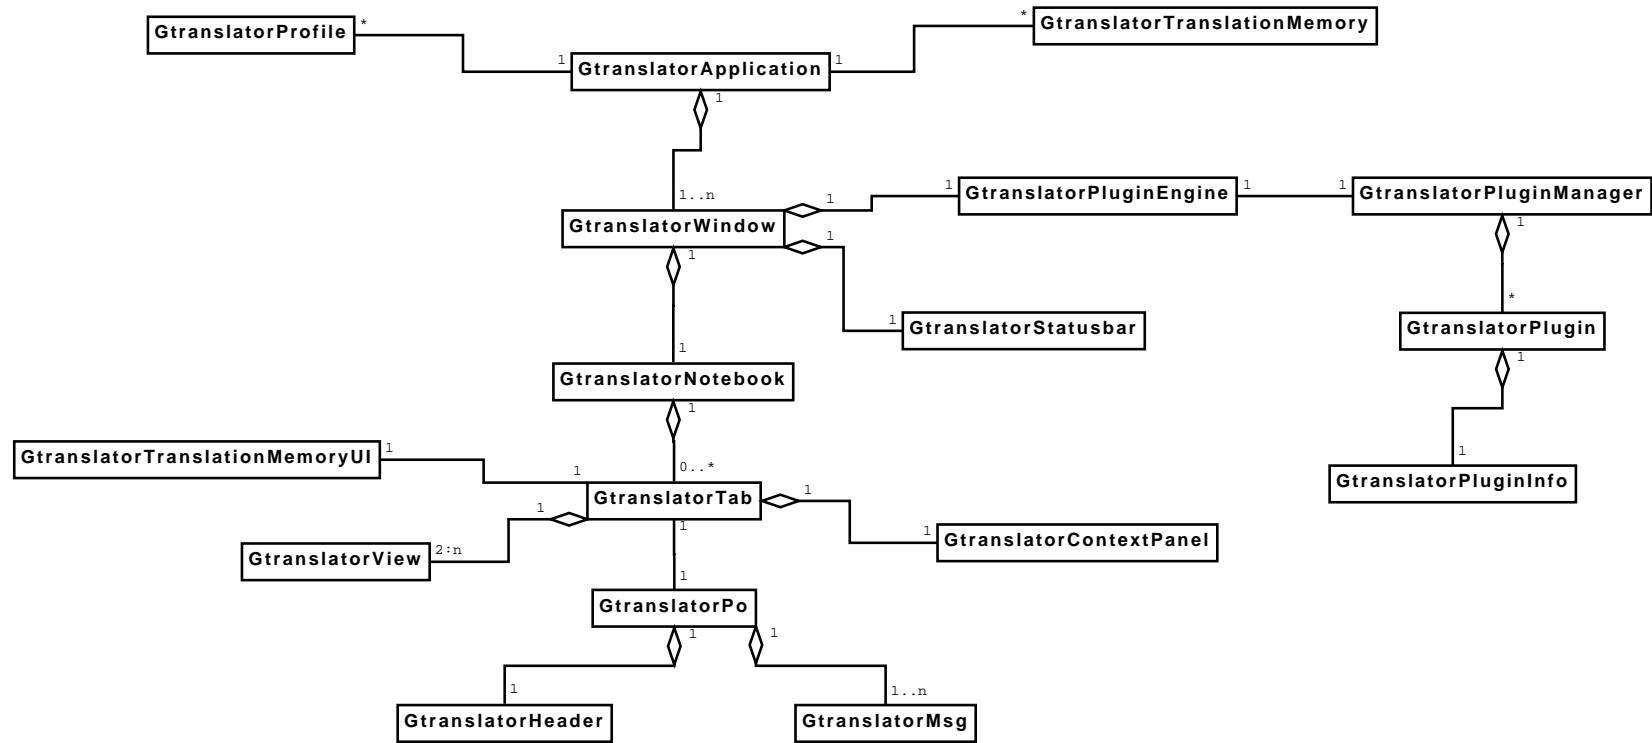 GtranslatorProfile
*
1
GtranslatorApplication
1
*
GtranslatorTranslationMemory
1
1..n
GtranslatorWindow
1
1
GtranslatorPluginEngine
1
1
GtranslatorPluginManager
1
1
1
GtranslatorStatusbar
1
*
GtranslatorPlugin
1
1
GtranslatorPluginInfo
1
GtranslatorNotebook
1
0..*
GtranslatorTranslationMemoryUI
1
1
GtranslatorTab
1
1
GtranslatorContextPanel
1
2:n
GtranslatorView
1
1
GtranslatorPo
1
1
1
1..n
GtranslatorHeader
GtranslatorMsg